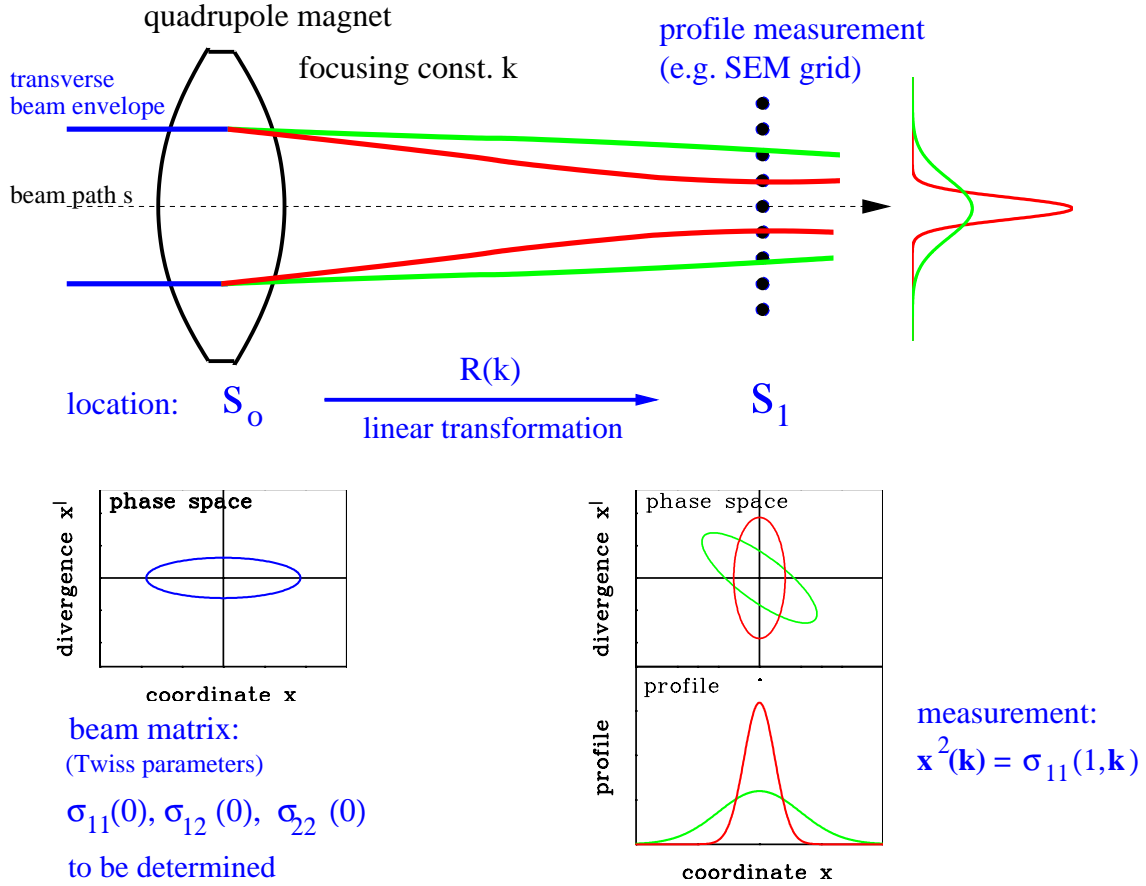 quadrupole magnet
focusing const. k
profile measurement
(e.g. SEM grid)
transverse
beam envelope
beam path s
location:
So
R(k)
linear transformation
S1
phase space
divergence x'
coordinate x
beam matrix:
(Twiss parameters)
σ11(0), σ12 (0), σ22 (0)
to be determined
phase space
divergence x'
profile
profile
coordinate x
measurement:
x²(k) = σ11(1,k)